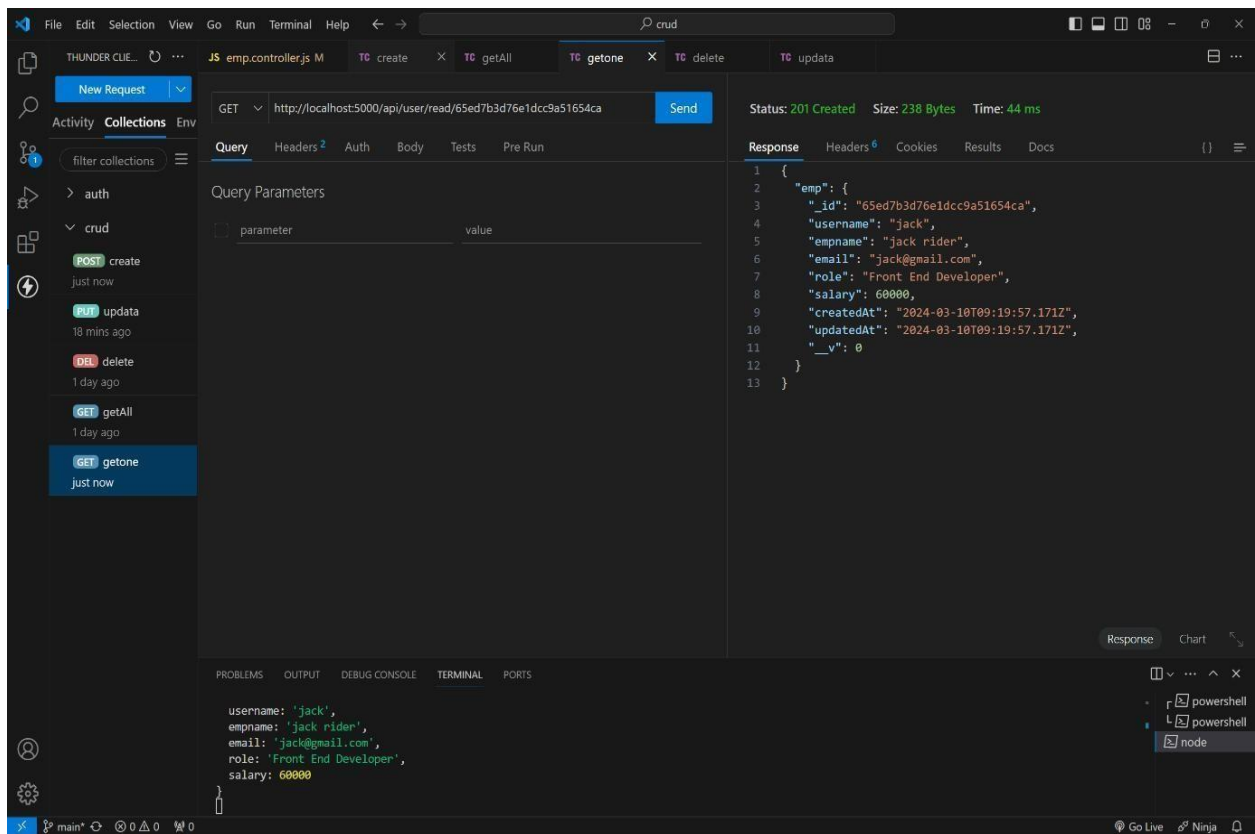 File Edit Selection View Go Run Terminal Help crud
THUNDER CLIE... JS emp.controller.js M TC create TC getAll TC getone TC delete TC updata
New Request
Activity Collections Env
filter collections
auth
crud
POST create
just now
PUT updata
18 mins ago
DEL delete
1 day ago
GET getAll
1 day ago
GET getone
just now
GET http://localhost:5000/api/user/read/65ed7b3d76e1dcc9a51654ca Send
Query Headers 2 Auth Body Tests Pre Run
Query Parameters
parameter value
Status: 201 Created Size: 238 Bytes Time: 44 ms
Response Headers 6 Cookies Results Docs {}
1 {
2 "emp": {
3 "_id": "65ed7b3d76e1dcc9a51654ca",
4 "username": "jack",
5 "empname": "jack rider",
6 "email": "jack@gmail.com",
7 "role": "Front End Developer",
8 "salary": 60000,
9 "createdAt": "2024-03-10T09:19:57.171Z",
10 "updatedAt": "2024-03-10T09:19:57.171Z",
11 "__v": 0
12 }
13 }
Response Chart
PROBLEMS OUTPUT DEBUG CONSOLE TERMINAL PORTS
username: 'jack',
empname: 'jack rider',
email: 'jack@gmail.com',
role: 'Front End Developer',
salary: 60000
}
powershell
powershell
node
1
main* 0 0 0 Go Live Ninja